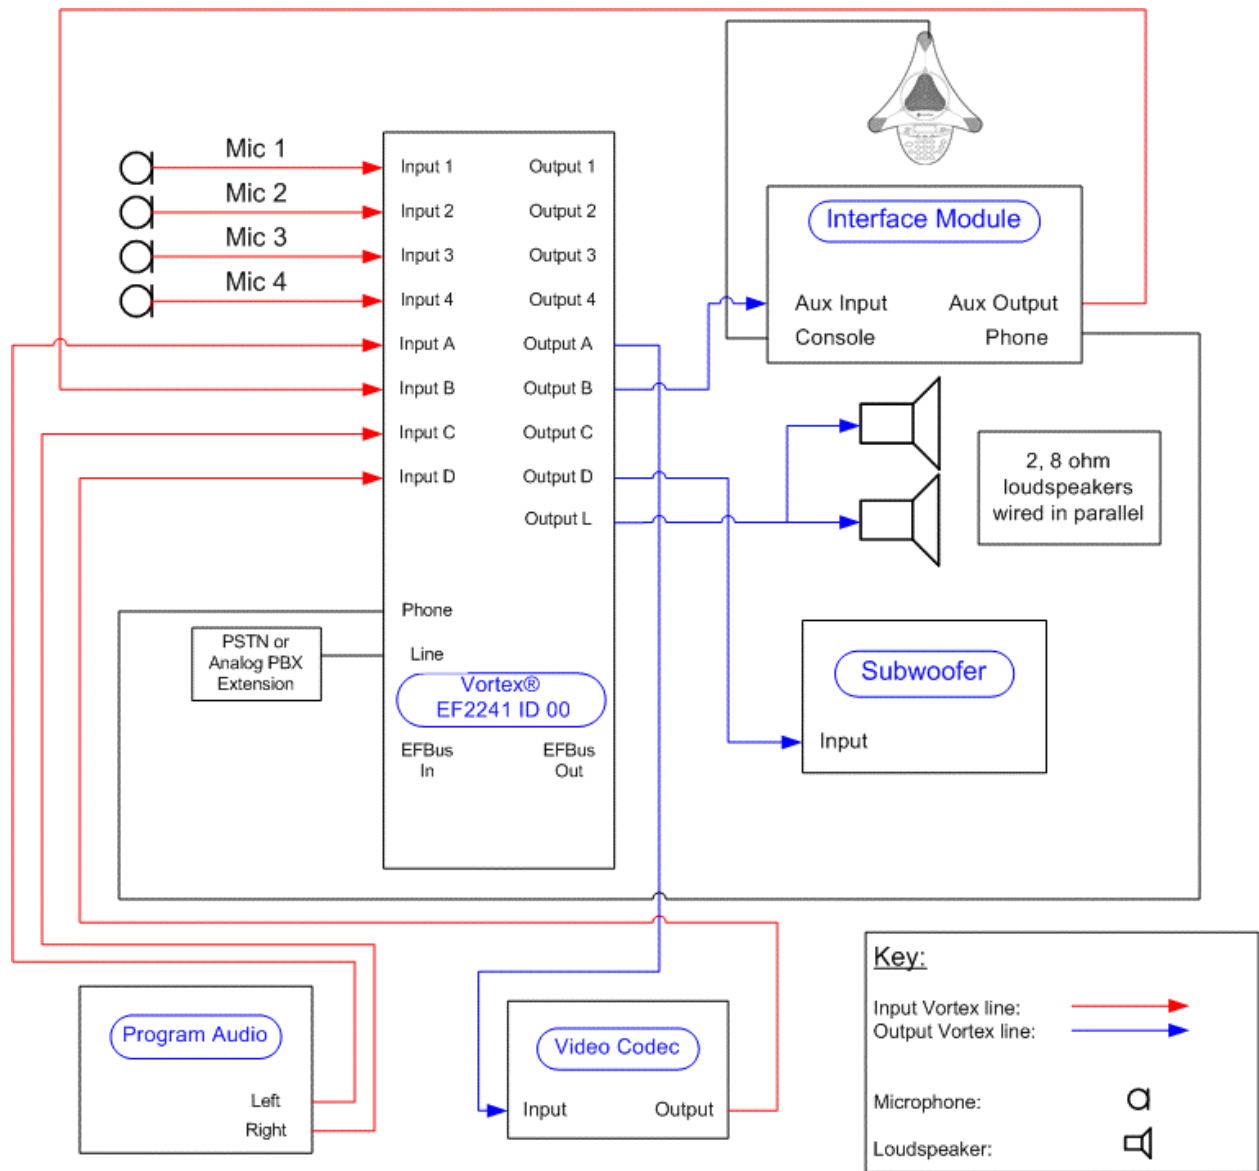 Mic 1
Mic 2
Mic 3
Mic 4
Input 1
Output 1
Input 2
Output 2
Input 3
Output 3
Input 4
Output 4
Input A
Output A
Input B
Output B
Input C
Output C
Input D
Output D
Output L
Phone
Line
PSTN or
Analog PBX
Extension
Vortex®
EF2241 ID 00
EFBus
In
EFBus
Out
Interface Module
Aux Input
Aux Output
Console
Phone
2, 8 ohm
loudspeakers
wired in parallel
Subwoofer
Input
Program Audio
Left
Right
Video Codec
Input
Output
Key:
Input Vortex line:
Output Vortex line:
Microphone:
Loudspeaker: